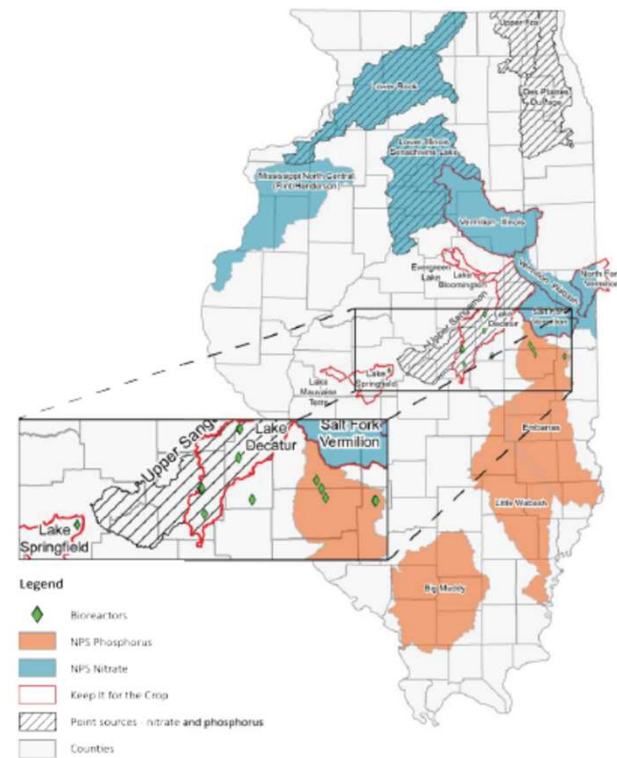 Upper Fox
Des Plaines
DuPage
Lower Rock
Lower Illinois
Senachwine Lake
Mississippi North Central
(Flint/Henderson)
Vermilion - Illinois
Evergreen
Lake
Lake
Bloomington
Vermilion - Wabash
North Fork
Vermilion
Salt Fork
Vermilion
Upper Sangamon
Lake
Decatur
Lake
Springfield
Lake
Mauvaise
Terre
Embarras
Little Wabash
Big Muddy
Upper Sang
Lake
Decatur
Salt Fork
Vermilion
Lake
Springfield
Legend
Bioreactors
NPS Phosphorus
NPS Nitrate
Keep It for the Crop
Point sources - nitrate and phosphorus
Counties